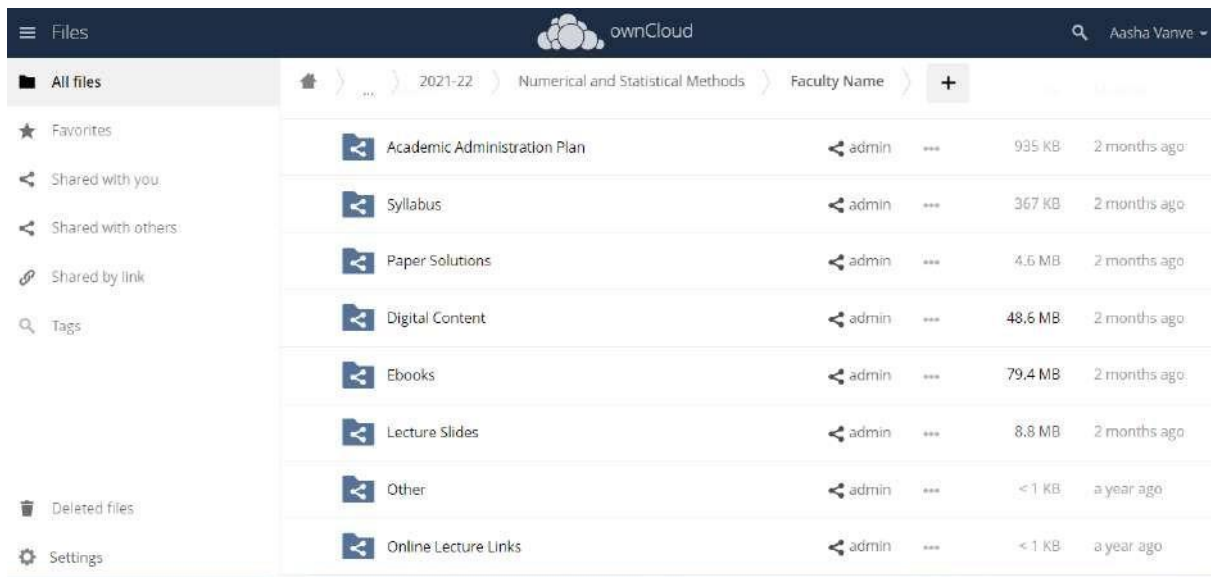 Files ownCloud Aasha Vanve
All files
... 2021-22 Numerical and Statistical Methods Faculty Name +
Favorites
Shared with you
Shared with others
Shared by link
Tags
Deleted files
Settings
Academic Administration Plan admin ... 935 KB 2 months ago
Syllabus admin ... 367 KB 2 months ago
Paper Solutions admin ... 4.6 MB 2 months ago
Digital Content admin ... 48.6 MB 2 months ago
Ebooks admin ... 79.4 MB 2 months ago
Lecture Slides admin ... 8.8 MB 2 months ago
Other admin ... < 1 KB a year ago
Online Lecture Links admin ... < 1 KB a year ago